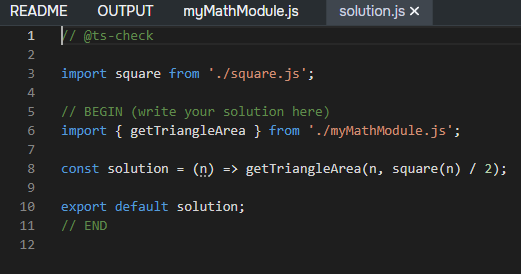 README OUTPUT myMathModule.js solution.js ×
1 // @ts-check
2
3 import square from './square.js';
4
5 // BEGIN (write your solution here)
6 import { getTriangleArea } from './myMathModule.js';
7
8 const solution = (n) => getTriangleArea(n, square(n) / 2);
9
10 export default solution;
11 // END
12